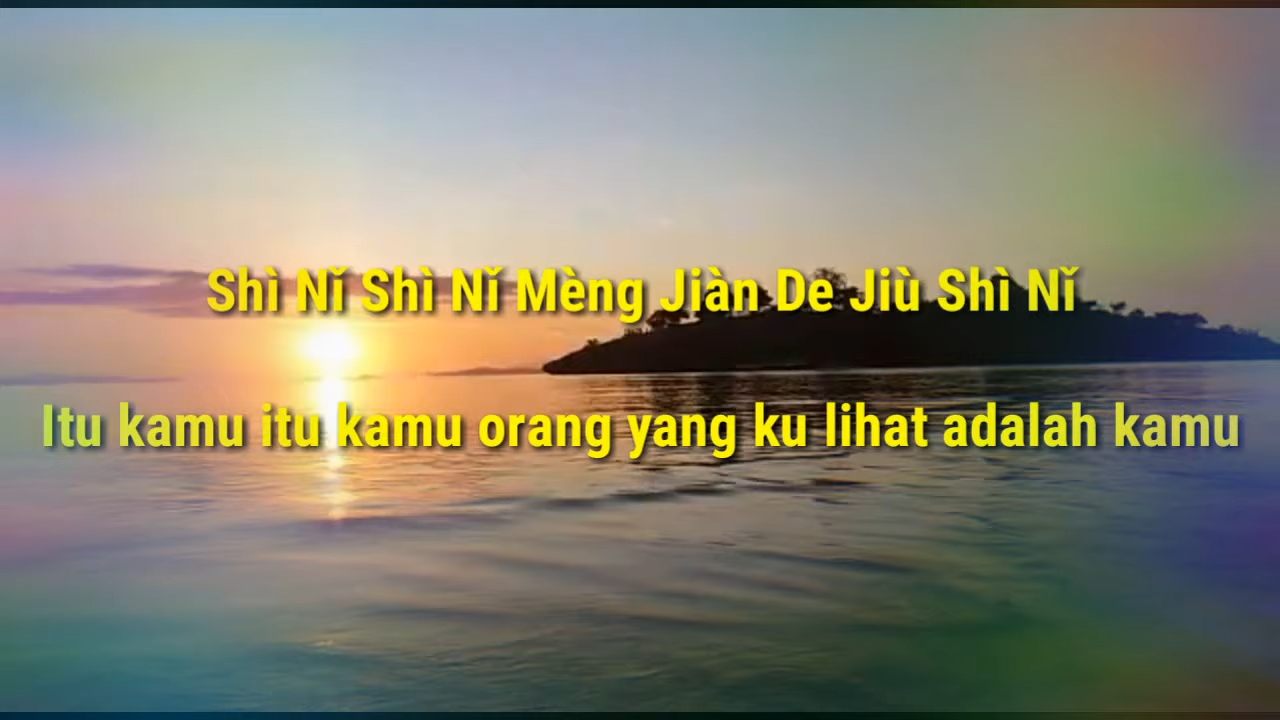 Shì Nǐ Shì Nǐ Mèng Jiàn De Jiù Shì Nǐ
Itu kamu itu kamu orang yang ku lihat adalah kamu